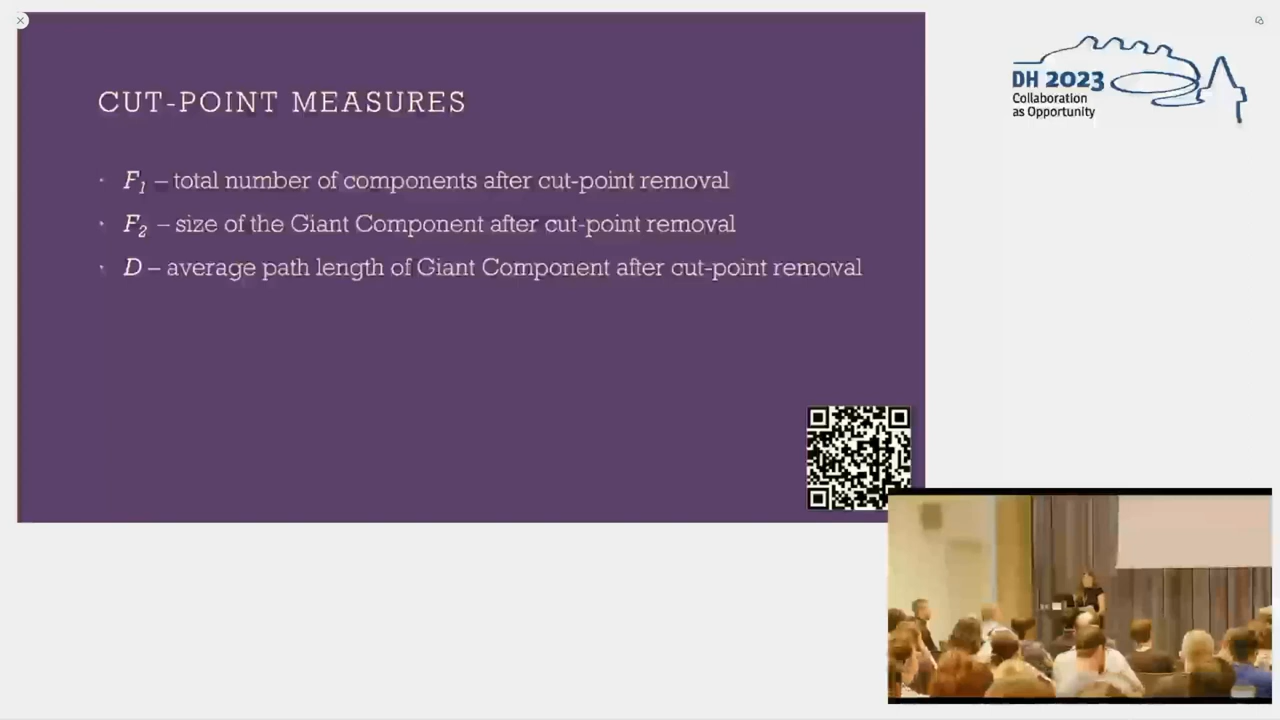 CUT-POINT MEASURES
· F₁ – total number of components after cut-point removal
· F₂ – size of the Giant Component after cut-point removal
· D – average path length of Giant Component after cut-point removal
DH 2023
Collaboration
as Opportunity